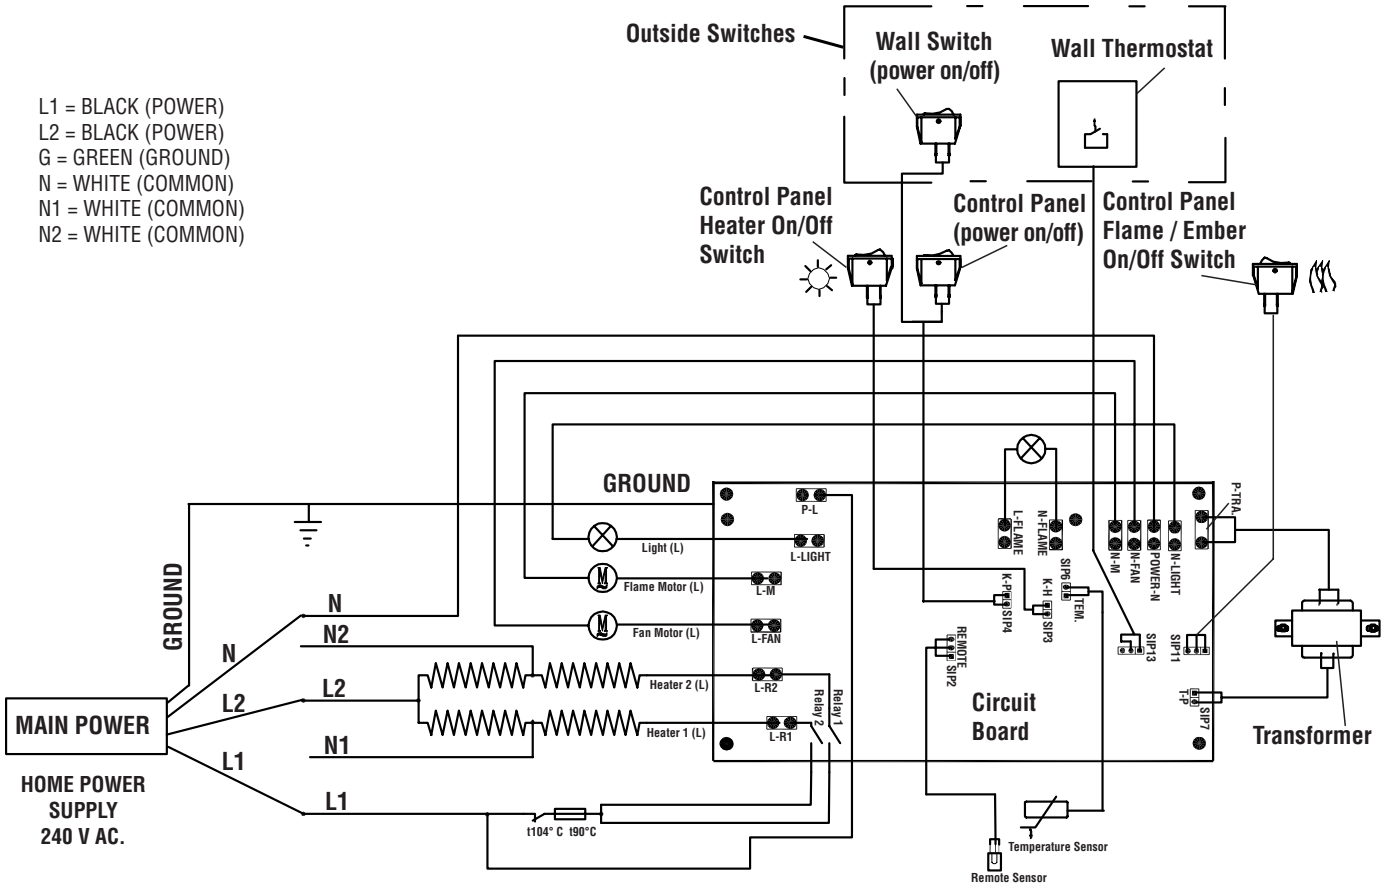 Outside Switches
Wall Switch
(power on/off)
Wall Thermostat
L1 = BLACK (POWER)
L2 = BLACK (POWER)
G = GREEN (GROUND)
N = WHITE (COMMON)
N1 = WHITE (COMMON)
N2 = WHITE (COMMON)
Control Panel
Heater On/Off
Switch
Control Panel
(power on/off)
Control Panel
Flame / Ember
On/Off Switch
GROUND
GROUND
P-L
L-FLAME
N-FLAME
P-TRA.
Light (L)
L-LIGHT
N-M
N-FAN
POWER-N
N-LIGHT
M
Flame Motor (L)
L-M
SIP6
TEM.
K-P
SIP4
K-H
SIP3
N
M
Fan Motor (L)
L-FAN
N2
N
REMOTE
SIP2
SIP13
SIP11
L2
L2
Heater 2 (L)
L-R2
Relay 1
Relay 2
T-P
SIP7
MAIN POWER
Heater 1 (L)
L-R1
Circuit
Board
Transformer
N1
L1
HOME POWER
SUPPLY
240 V AC.
L1
t104° C
t90°C
Temperature Sensor
Remote Sensor